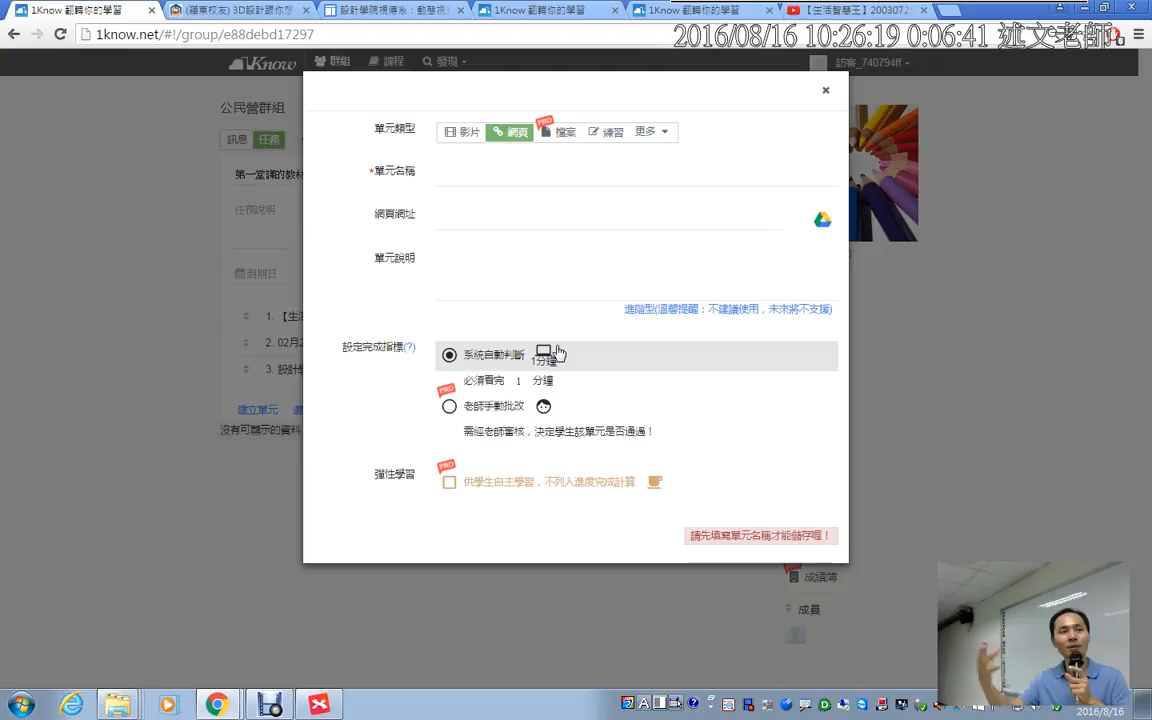 1Know 翻轉你的學習
(羅東校友) 3D設計跟你想
設計學院視傳系：動態視
1Know 翻轉你的學習
1Know 翻轉你的學習
【生活智慧王】2003072
1know.net/#!/group/e88debd17297
2016/08/16 10:26:19 0:06:41 述文老師
1Know 群組 課程 發現
訪客_740794ff
公民營群組
訊息 任務
第一堂課的教材
任務說明
到期日
1. 【生活
2. 02月2
3. 設計學
建立單元
沒有可顯示的資料
×
單元類型 影片 網頁 PRO 檔案 練習 更多
*單元名稱
網頁網址
單元說明
進階型(溫馨提醒：不建議使用，未來將不支援)
設定完成指標(?) 系統自動判斷 1分鐘
必須看完 1 分鐘
PRO
老師手動批改
需經老師審核，決定學生該單元是否通過！
PRO
彈性學習 供學生自主學習，不列入進度完成計算
請先填寫單元名稱才能儲存喔！
成績簿
成員
2016/8/16